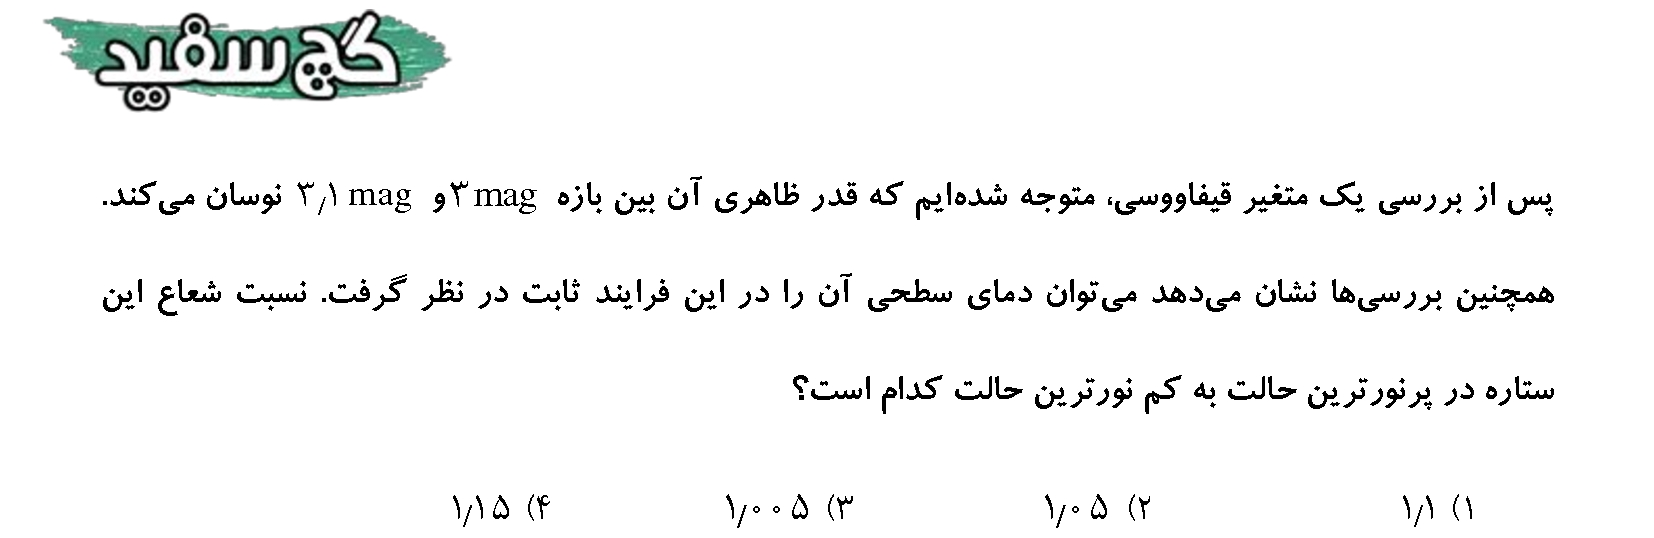 گچ سفید
پس از بررسی یک متغیر قیفاووسی، متوجه شده‌ایم که قدر ظاهری آن بین بازه ۳ mag و ۳٫۱ mag نوسان می‌کند.
همچنین بررسی‌ها نشان می‌دهد می‌توان دمای سطحی آن را در این فرایند ثابت در نظر گرفت. نسبت شعاع این
ستاره در پرنورترین حالت به کم نورترین حالت کدام است؟
۱) ۱٫۱ ۲) ۱٫۰۵ ۳) ۱٫۰۰۵ ۴) ۱٫۱۵